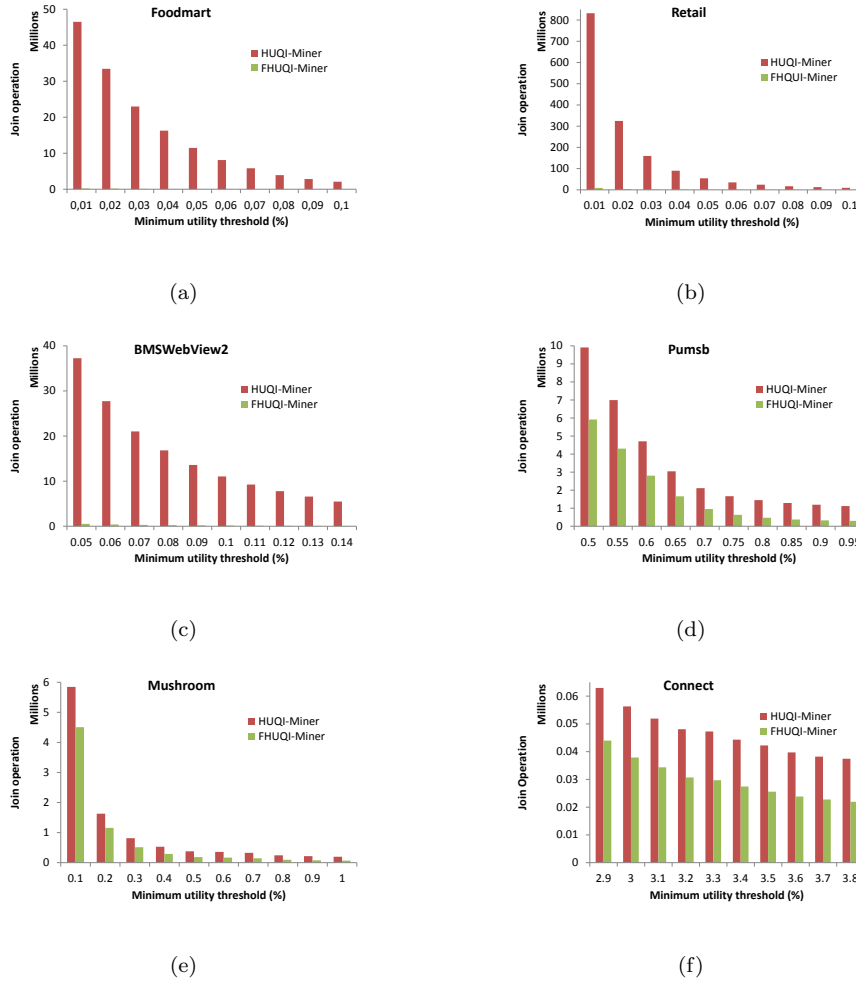 Foodmart
Millions
Join operation
50
40
30
20
10
0
HUQI-Miner
FHUQI-Miner
0,01 0,02 0,03 0,04 0,05 0,06 0,07 0,08 0,09 0,1
Minimum utility threshold (%)
(a)
Retail
Millions
Join operation
800
700
600
500
400
300
200
100
0
HUQI-Miner
FHQUI-Miner
0.01 0.02 0.03 0.04 0.05 0.06 0.07 0.08 0.09 0.1
Minimum utility threshold (%)
(b)
BMSWebView2
Millions
Join operation
40
30
20
10
0
HUQI-Miner
FHUQI-Miner
0.05 0.06 0.07 0.08 0.09 0.1 0.11 0.12 0.13 0.14
Minimum utility threshold (%)
(c)
Pumsb
Millions
Join operation
10
9
8
7
6
5
4
3
2
1
0
HUQI-Miner
FHUQI-Miner
0.5 0.55 0.6 0.65 0.7 0.75 0.8 0.85 0.9 0.95
Minimum utility threshold (%)
(d)
Mushroom
Millions
Join operation
6
5
4
3
2
1
0
HUQI-Miner
FHUQI-Miner
0.1 0.2 0.3 0.4 0.5 0.6 0.7 0.8 0.9 1
Minimum utility threshold (%)
(e)
Connect
Millions
Join Operation
0.06
0.05
0.04
0.03
0.02
0.01
0
HUQI-Miner
FHUQI-Miner
2.9 3 3.1 3.2 3.3 3.4 3.5 3.6 3.7 3.8
Minimum utility threshold (%)
(f)